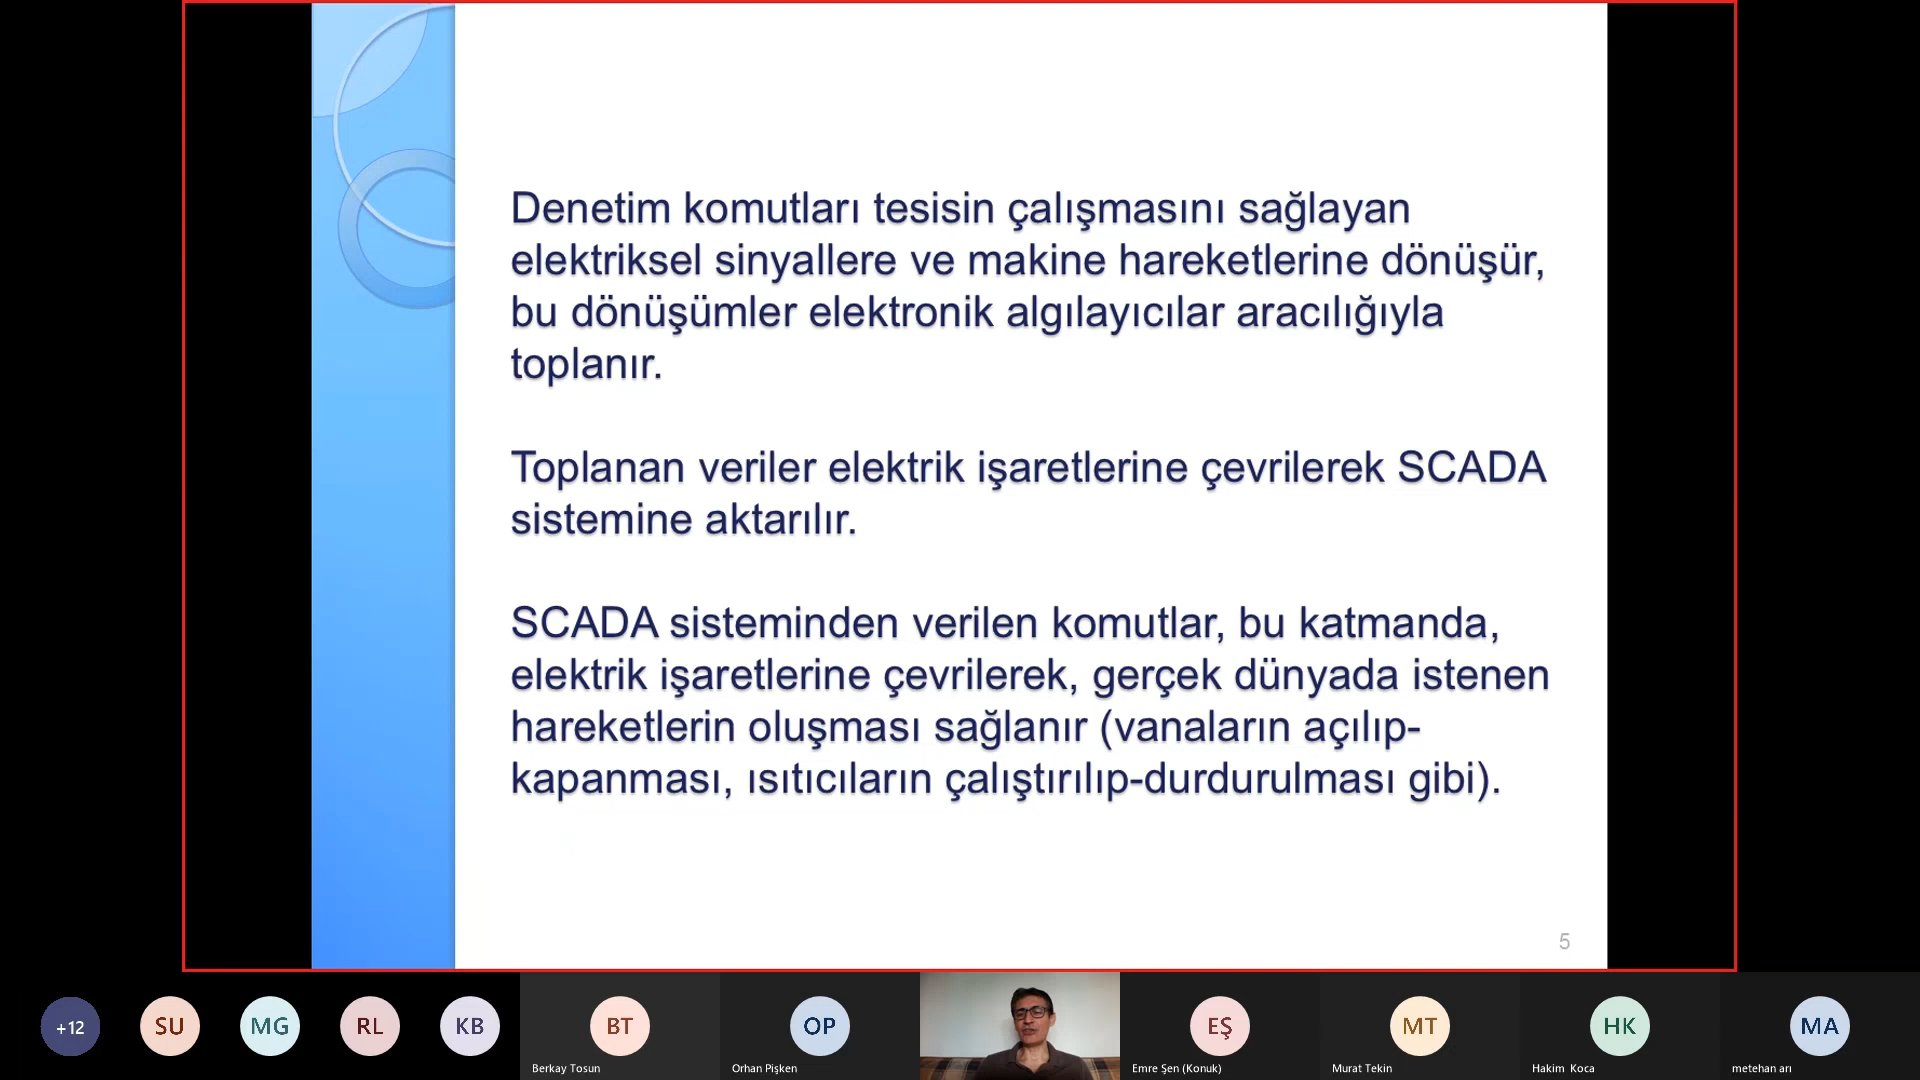 Denetim komutları tesisin çalışmasını sağlayan
elektriksel sinyallere ve makine hareketlerine dönüşür,
bu dönüşümler elektronik algılayıcılar aracılığıyla
toplanır.
Toplanan veriler elektrik işaretlerine çevrilerek SCADA
sistemine aktarılır.
SCADA sisteminden verilen komutlar, bu katmanda,
elektrik işaretlerine çevrilerek, gerçek dünyada istenen
hareketlerin oluşması sağlanır (vanaların açılıp-
kapanması, ısıtıcıların çalıştırılıp-durdurulması gibi).
5
+12
SU
MG
RL
KB
BT
Berkay Tosun
OP
Orhan Pişken
EŞ
Emre Şen (Konuk)
MT
Murat Tekin
HK
Hakim Koca
MA
metehan arı